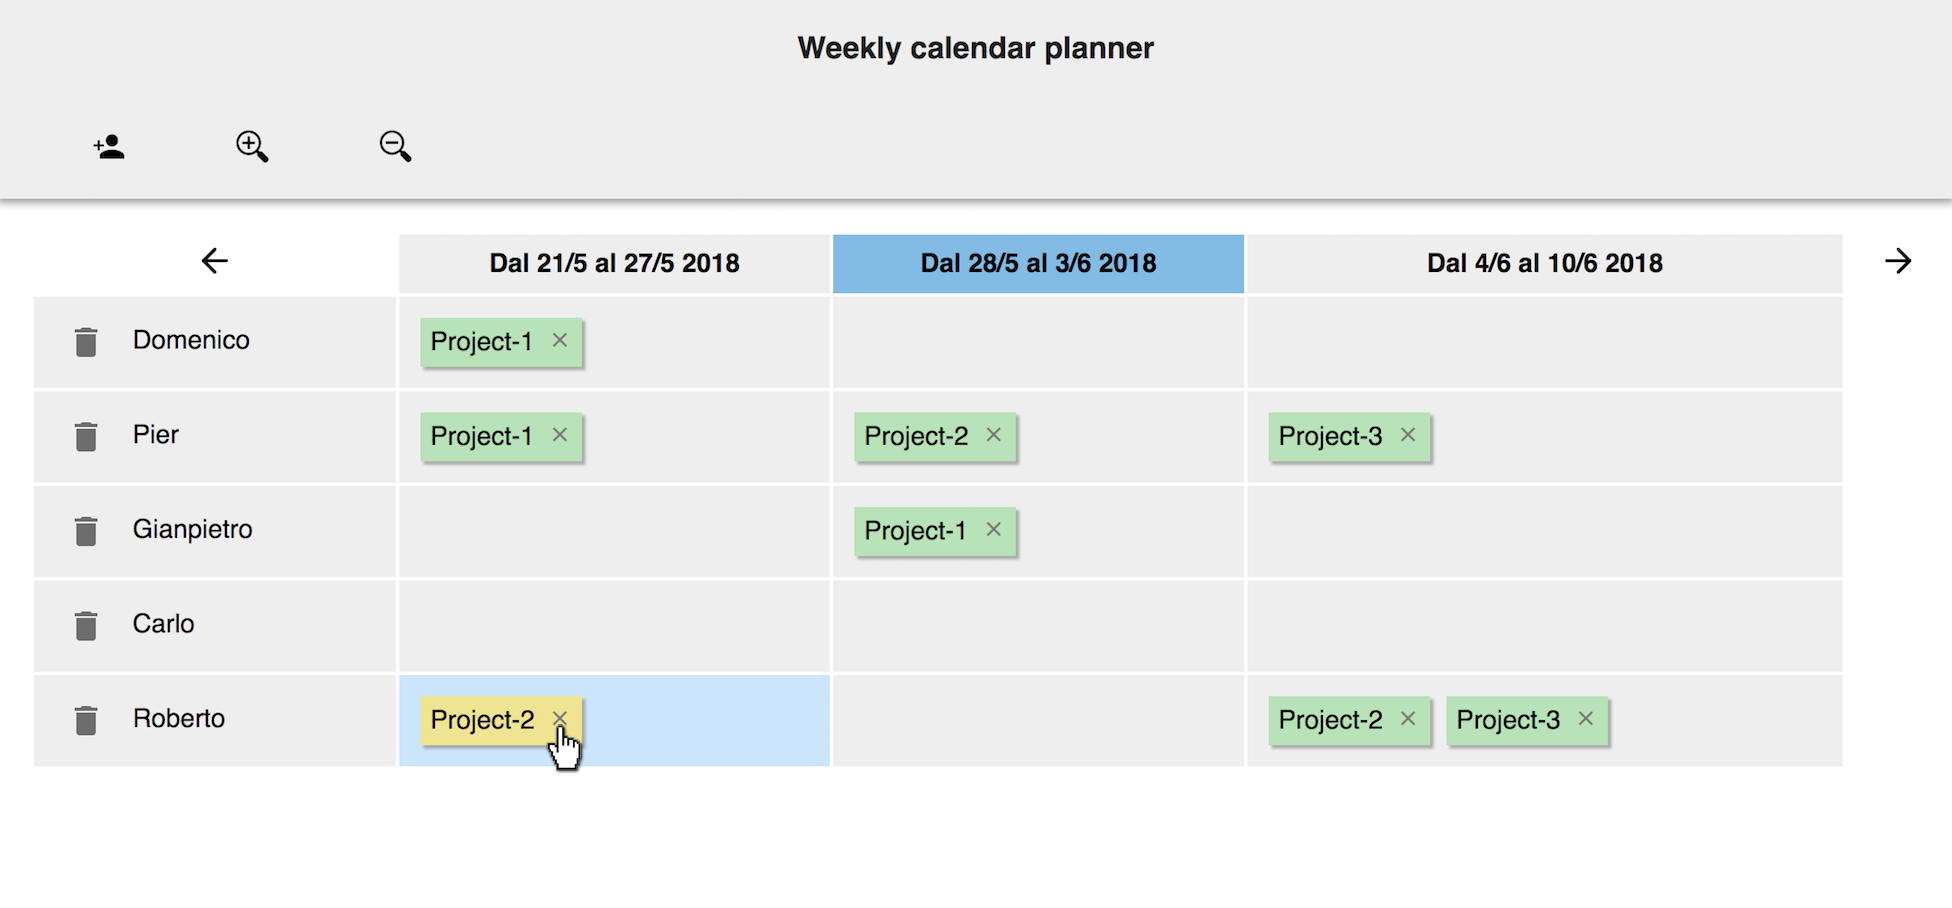 Weekly calendar planner
Dal 21/5 al 27/5 2018 Dal 28/5 al 3/6 2018 Dal 4/6 al 10/6 2018
Domenico Project-1
Pier Project-1 Project-2 Project-3
Gianpietro Project-1
Carlo
Roberto Project-2 Project-2 Project-3